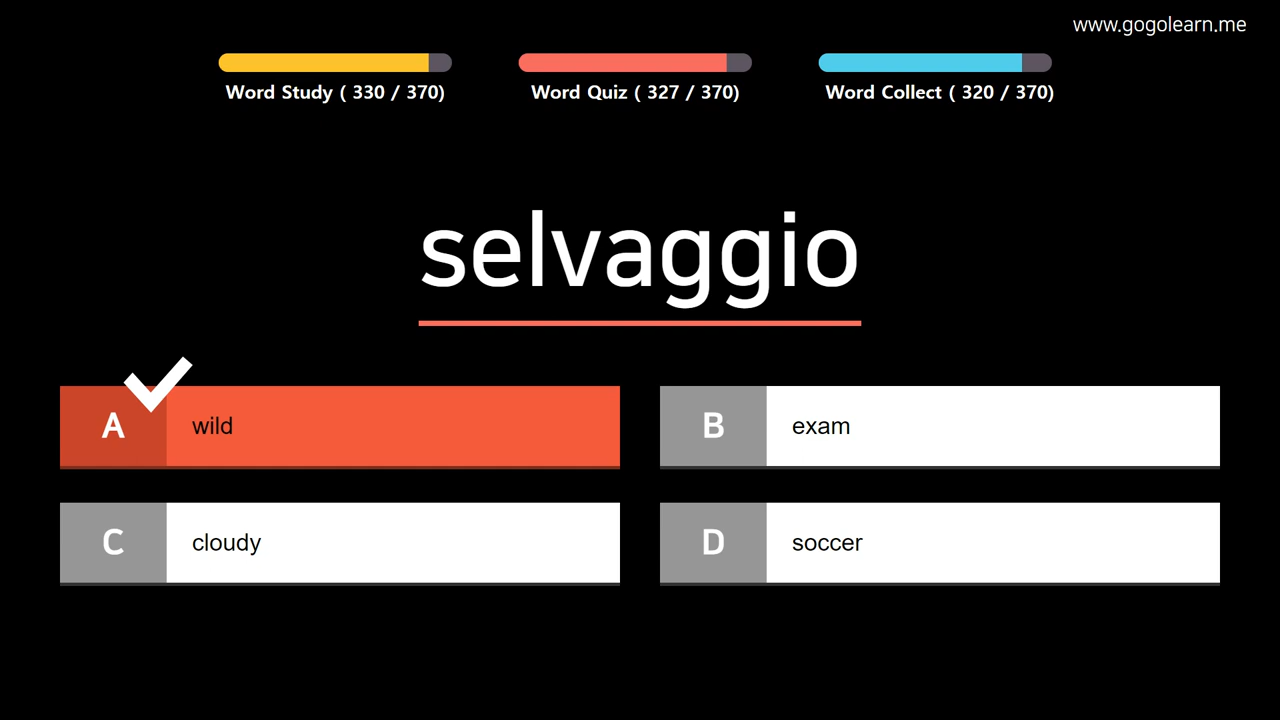 www.gogolearn.me
Word Study ( 330 / 370)
Word Quiz ( 327 / 370)
Word Collect ( 320 / 370)
selvaggio
A wild
B exam
C cloudy
D soccer